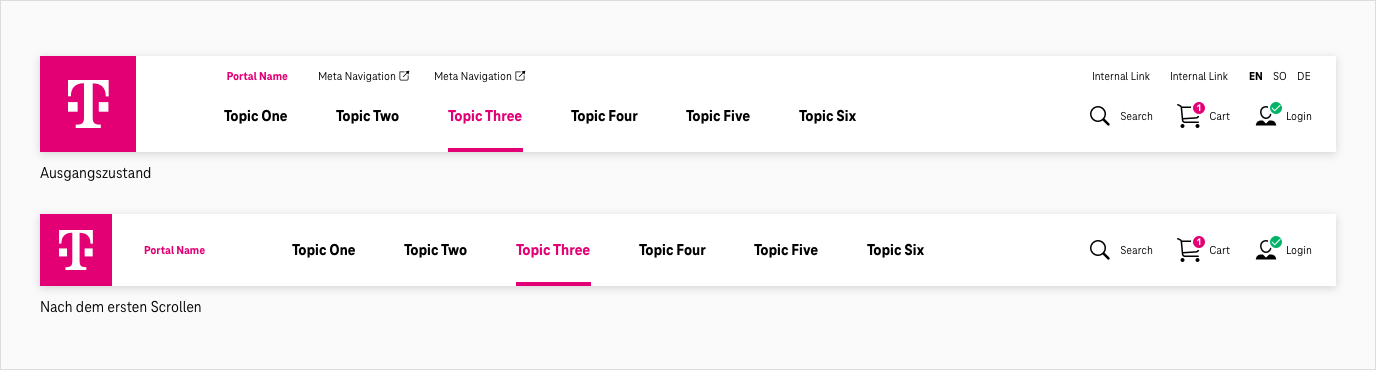 T
Portal Name Meta Navigation Meta Navigation Internal Link Internal Link EN SO DE
Topic One Topic Two Topic Three Topic Four Topic Five Topic Six Search 1 Cart Login
Ausgangszustand
T
Portal Name Topic One Topic Two Topic Three Topic Four Topic Five Topic Six Search 1 Cart Login
Nach dem ersten Scrollen